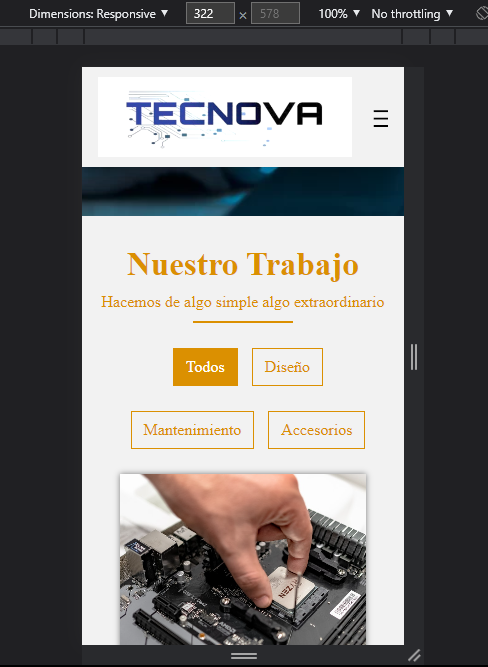 Dimensions: Responsive ▼ 322 × 578 100% ▼ No throttling ▼
TECNOVA
Nuestro Trabajo
Hacemos de algo simple algo extraordinario
Todos Diseño
Mantenimiento Accesorios
RYZEN